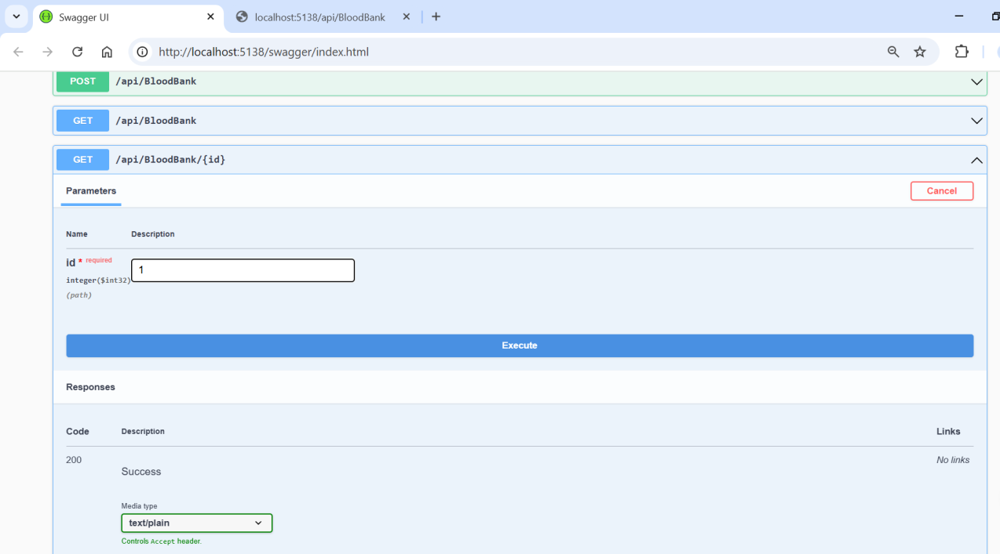 Swagger UI
localhost:5138/api/BloodBank
http://localhost:5138/swagger/index.html
POST /api/BloodBank
GET /api/BloodBank
GET /api/BloodBank/{id}
Parameters
Cancel
Name Description
id * required
1
integer($int32)
(path)
Execute
Responses
Code Description Links
200
Success
No links
Media type
text/plain
Controls Accept header.